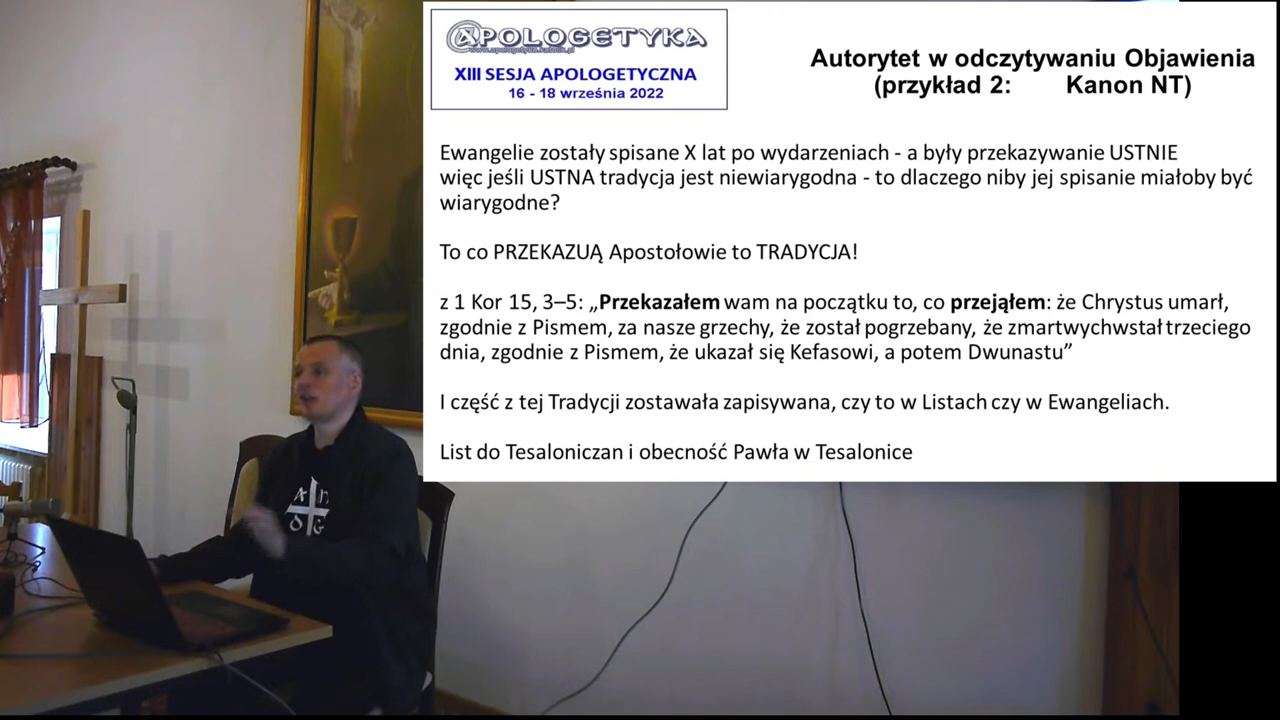 @POLOGETYKA
www.apologetyka.katolik.pl
XIII SESJA APOLOGETYCZNA
16 - 18 września 2022
Autorytet w odczytywaniu Objawienia
(przykład 2: Kanon NT)
Ewangelie zostały spisane X lat po wydarzeniach - a były przekazywanie USTNIE
więc jeśli USTNA tradycja jest niewiarygodna - to dlaczego niby jej spisanie miałoby być
wiarygodne?
To co PRZEKAZUĄ Apostołowie to TRADYCJA!
z 1 Kor 15, 3–5: „Przekazałem wam na początku to, co przejąłem: że Chrystus umarł,
zgodnie z Pismem, za nasze grzechy, że został pogrzebany, że zmartwychwstał trzeciego
dnia, zgodnie z Pismem, że ukazał się Kefasowi, a potem Dwunastu”
I część z tej Tradycji zostawała zapisywana, czy to w Listach czy w Ewangeliach.
List do Tesaloniczan i obecność Pawła w Tesalonice